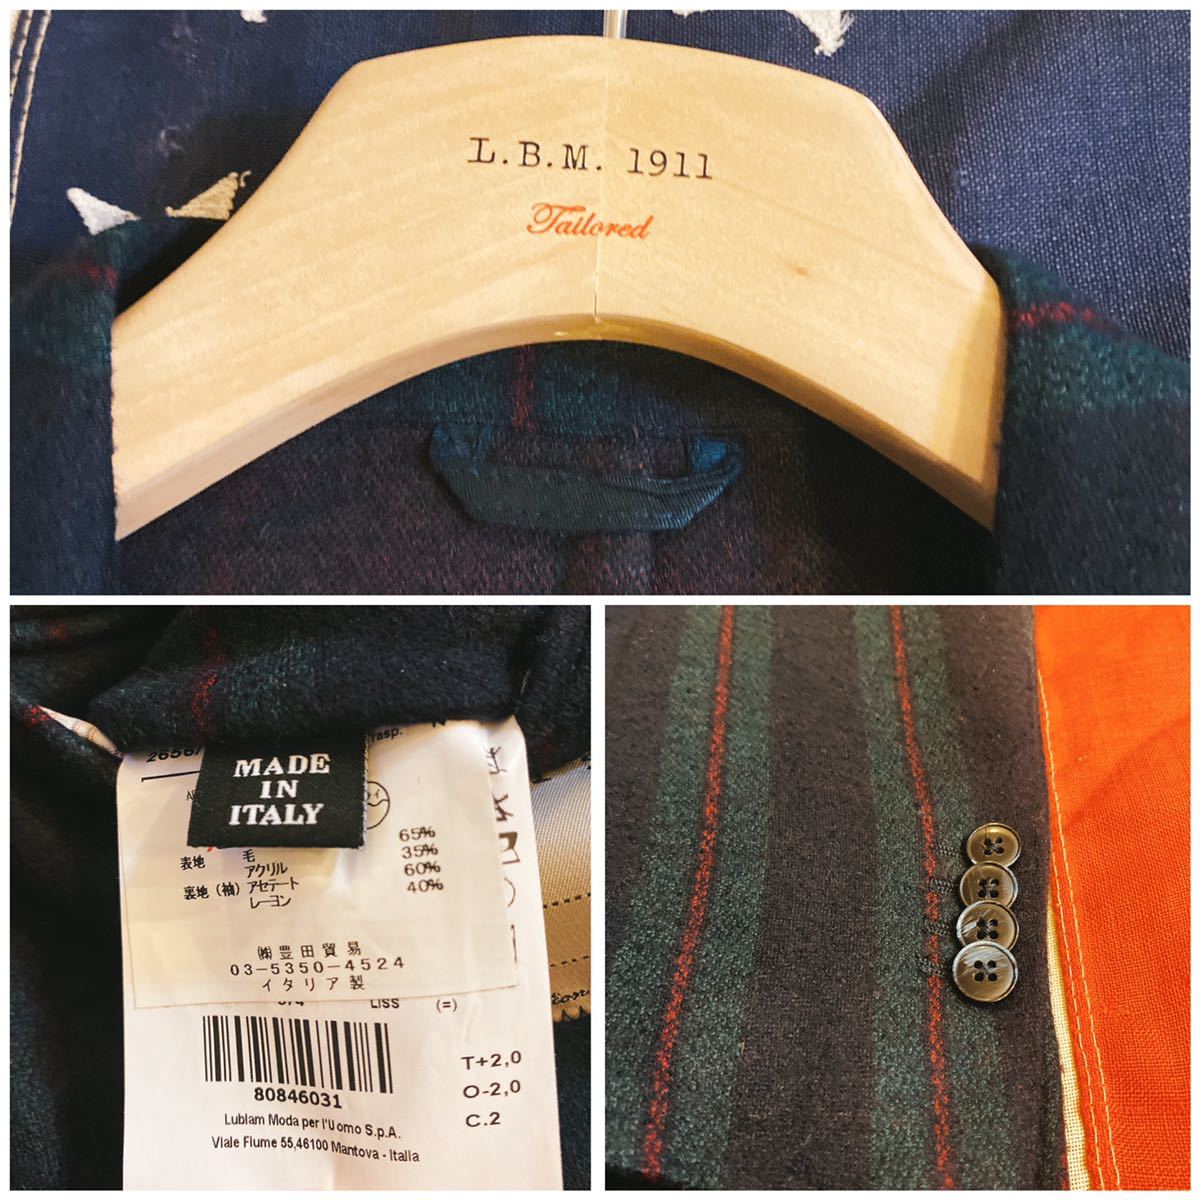 L.B.M. 1911
Tailored
rasp.
MADE
IN
ITALY
65%
表地 毛 35%
アクリル 60%
裏地（袖）アセテート 40%
レーヨン
㈱豊田貿易
03-5350-4524
イタリア製
LISS (=)
80846031
T+2,0
O-2,0
C.2
Lubiam Moda per l'Uomo S.p.A.
Viale Fiume 55,46100 Mantova - Italia